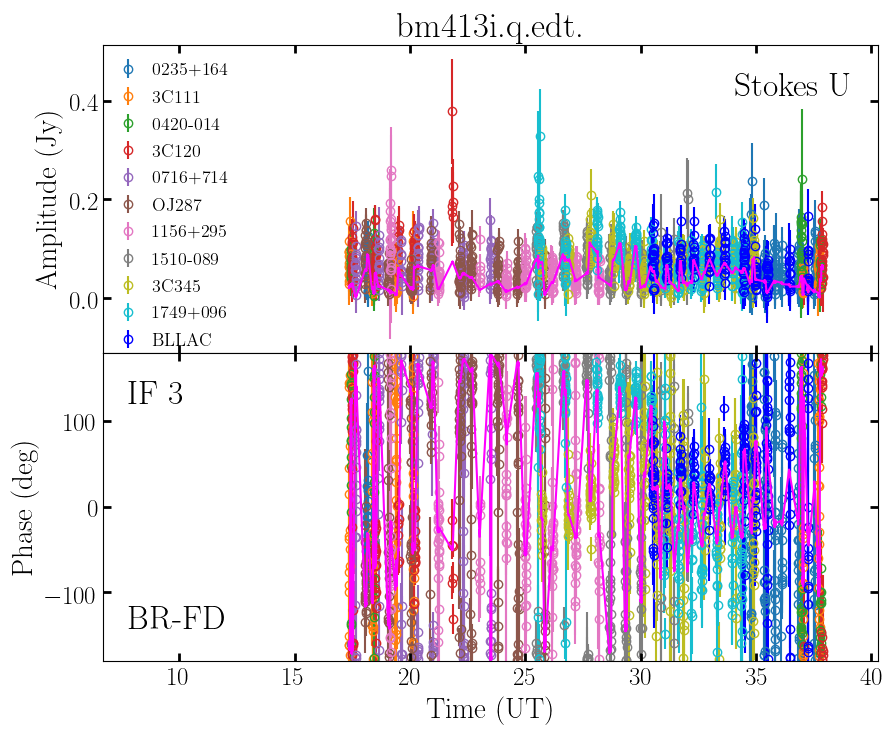 bm413i.q.edt.
Stokes U
0235+164
3C111
0420-014
3C120
0716+714
OJ287
1156+295
1510-089
3C345
1749+096
BLLAC
Amplitude (Jy)
0.4
0.2
0.0
IF 3
BR-FD
Phase (deg)
100
0
−100
10 15 20 25 30 35 40
Time (UT)